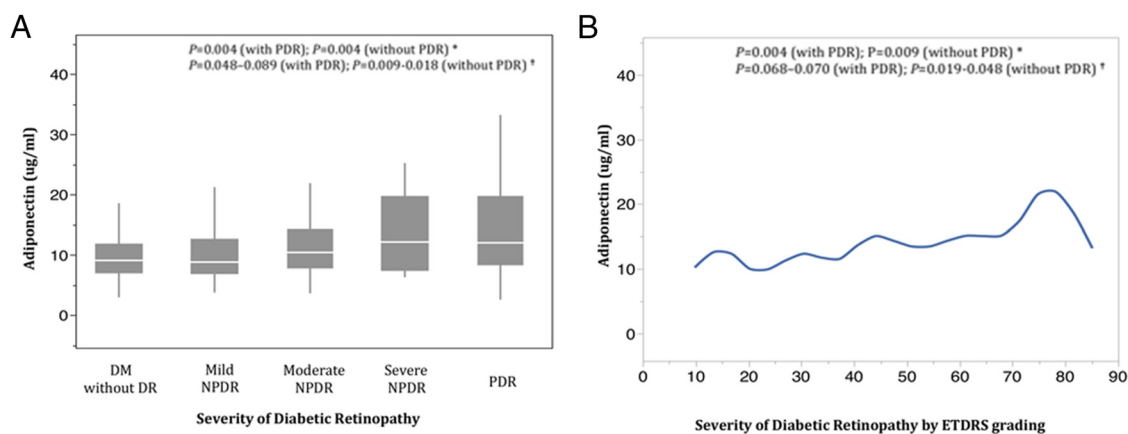 A
P=0.004 (with PDR); P=0.004 (without PDR) *
P=0.048–0.089 (with PDR); P=0.009-0.018 (without PDR) †
40
30
20
10
0
Adiponectin (ug/ml)
DM without DR
Mild NPDR
Moderate NPDR
Severe NPDR
PDR
Severity of Diabetic Retinopathy
B
P=0.004 (with PDR); P=0.009 (without PDR) *
P=0.068–0.070 (with PDR); P=0.019-0.048 (without PDR) †
40
30
20
10
0
Adiponectin (ug/ml)
0 10 20 30 40 50 60 70 80 90
Severity of Diabetic Retinopathy by ETDRS grading